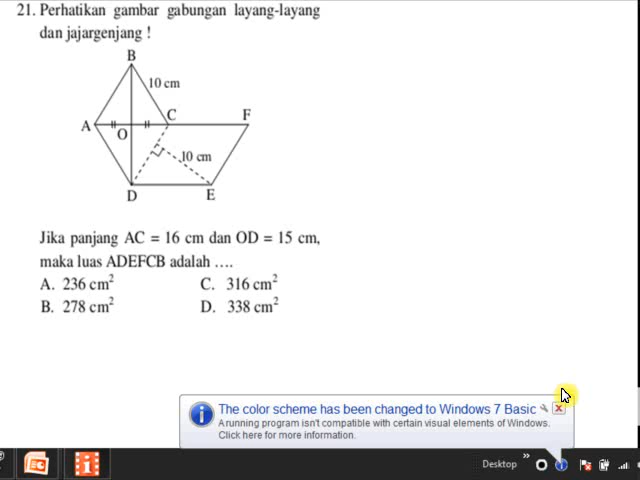 21. Perhatikan gambar gabungan layang-layang
dan jajargenjang !
B
10 cm
C
F
A
O
10 cm
D
E
Jika panjang AC = 16 cm dan OD = 15 cm,
maka luas ADEFCB adalah ....
A. 236 cm²
C. 316 cm²
B. 278 cm²
D. 338 cm²
The color scheme has been changed to Windows 7 Basic
A running program isn't compatible with certain visual elements of Windows.
Click here for more information.
Desktop